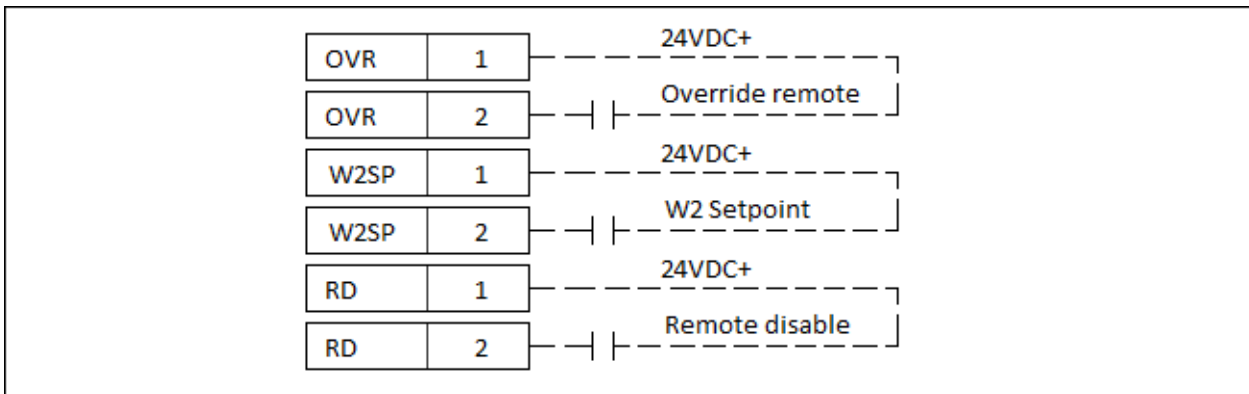 24VDC+
OVR 1
Override remote
OVR 2
24VDC+
W2SP 1
W2 Setpoint
W2SP 2
24VDC+
RD 1
Remote disable
RD 2